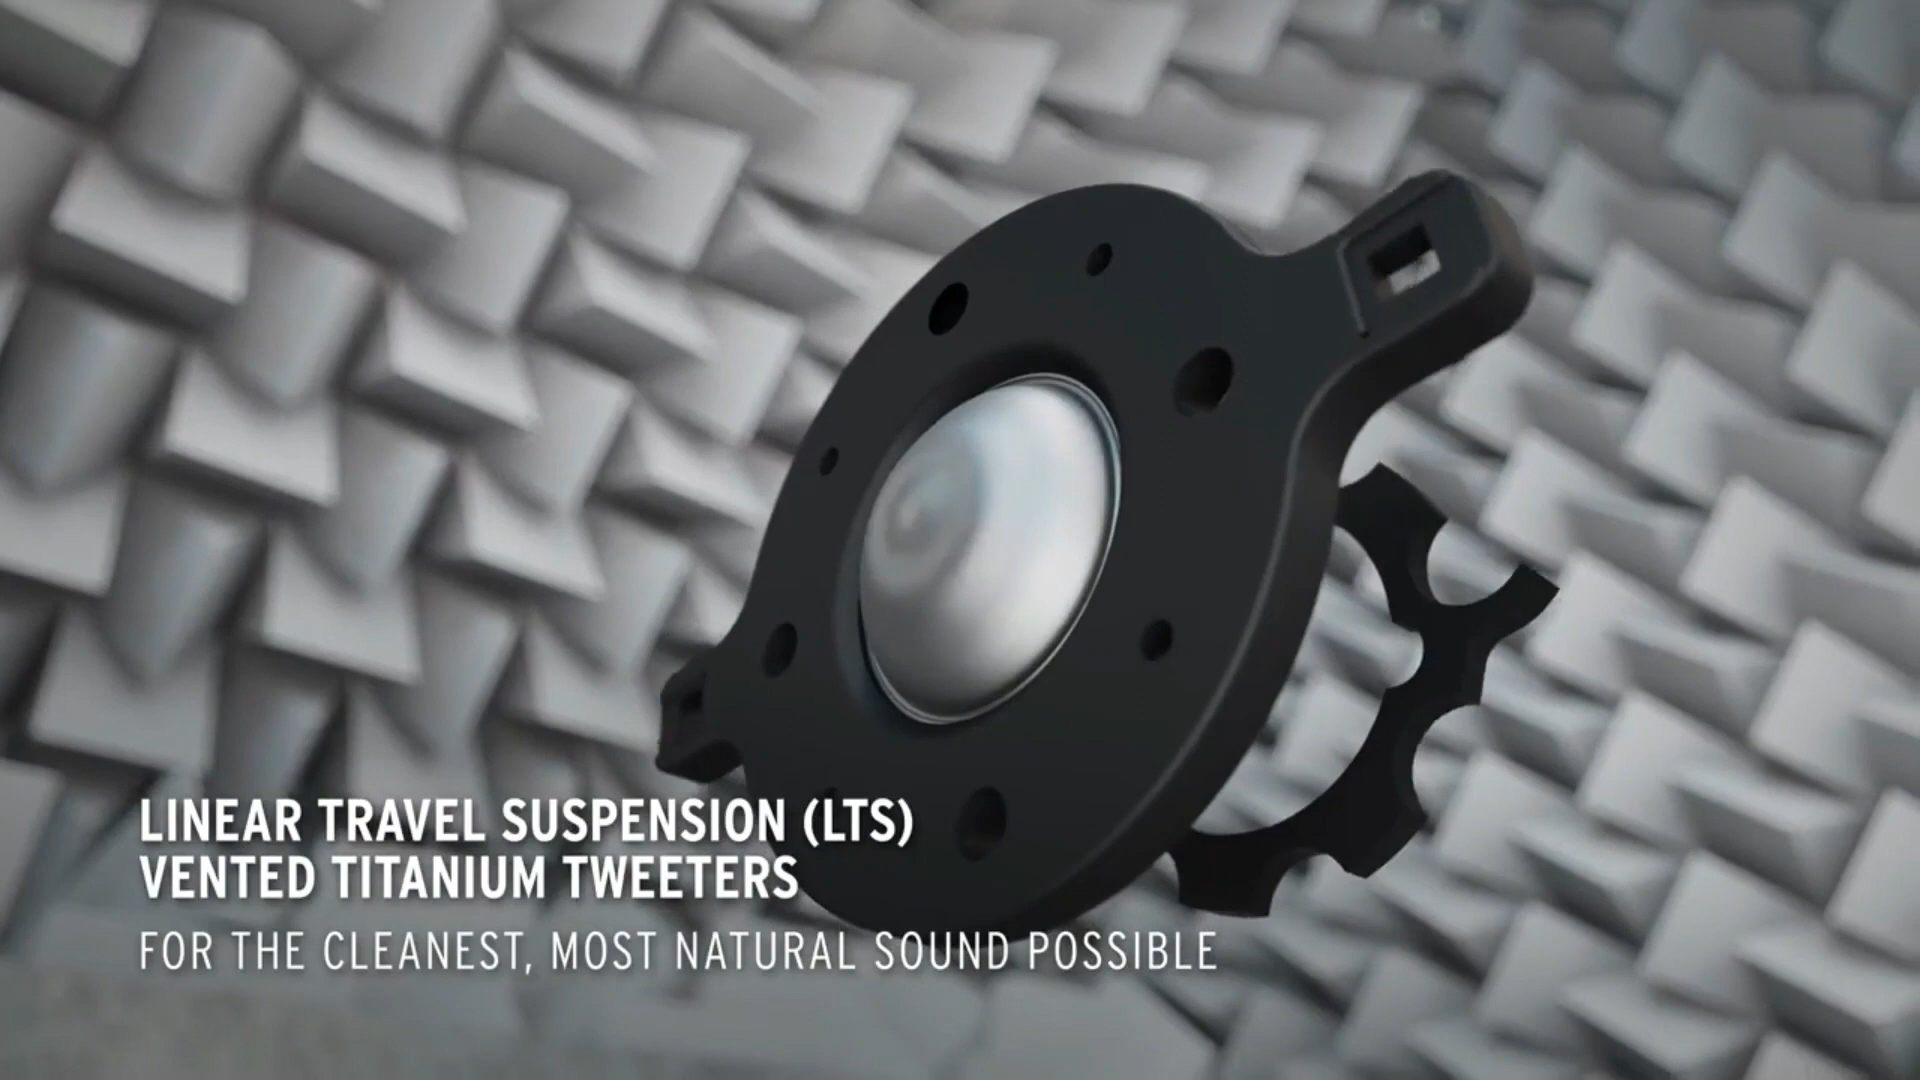 LINEAR TRAVEL SUSPENSION (LTS)
VENTED TITANIUM TWEETERS
FOR THE CLEANEST, MOST NATURAL SOUND POSSIBLE